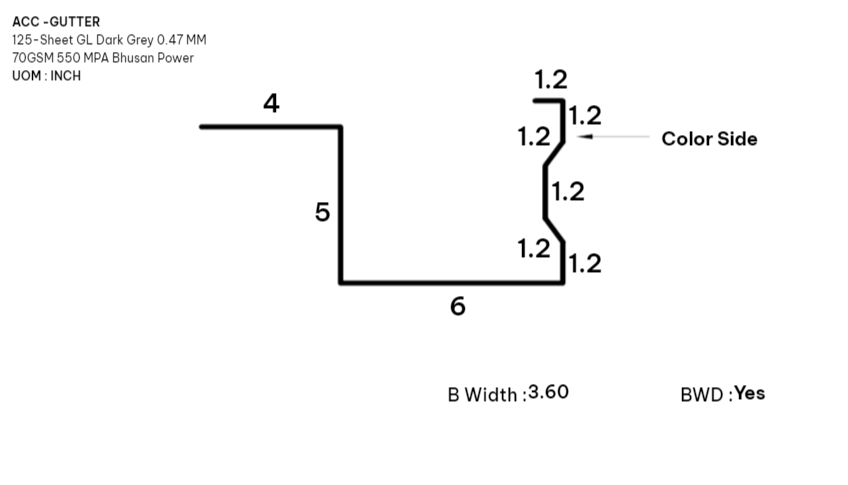 ACC -GUTTER
125-Sheet GL Dark Grey 0.47 MM
70GSM 550 MPA Bhusan Power
UOM : INCH
1.2
4
1.2
1.2
Color Side
1.2
5
1.2
1.2
6
B Width :3.60
BWD :Yes